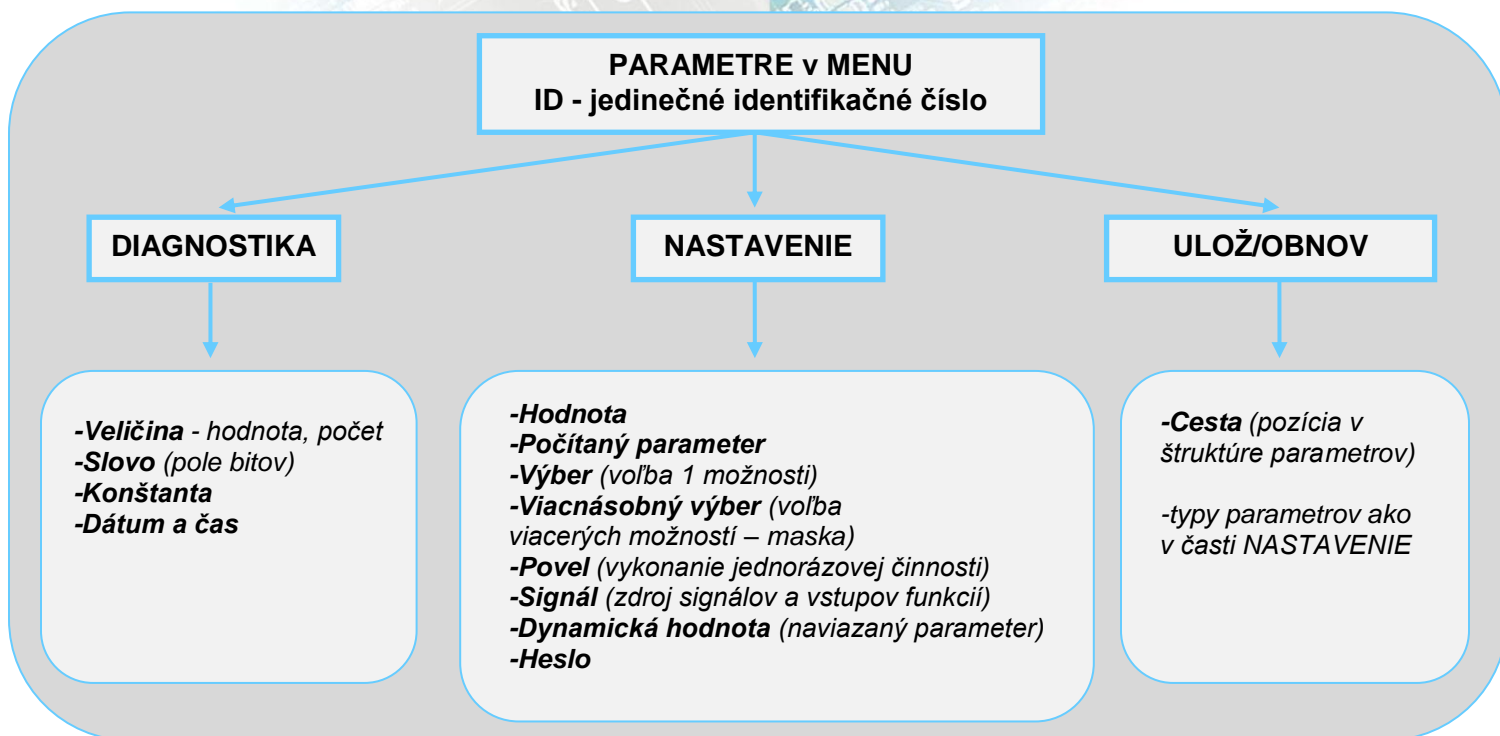 PARAMETRE v MENU
ID - jedinečné identifikačné číslo
DIAGNOSTIKA
NASTAVENIE
ULOŽ/OBNOV
-Veličina - hodnota, počet
-Slovo (pole bitov)
-Konštanta
-Dátum a čas
-Hodnota
-Počítaný parameter
-Výber (voľba 1 možnosti)
-Viacnásobný výber (voľba
viacerých možností – maska)
-Povel (vykonanie jednorázovej činnosti)
-Signál (zdroj signálov a vstupov funkcií)
-Dynamická hodnota (naviazaný parameter)
-Heslo
-Cesta (pozícia v
štruktúre parametrov)
-typy parametrov ako
v časti NASTAVENIE